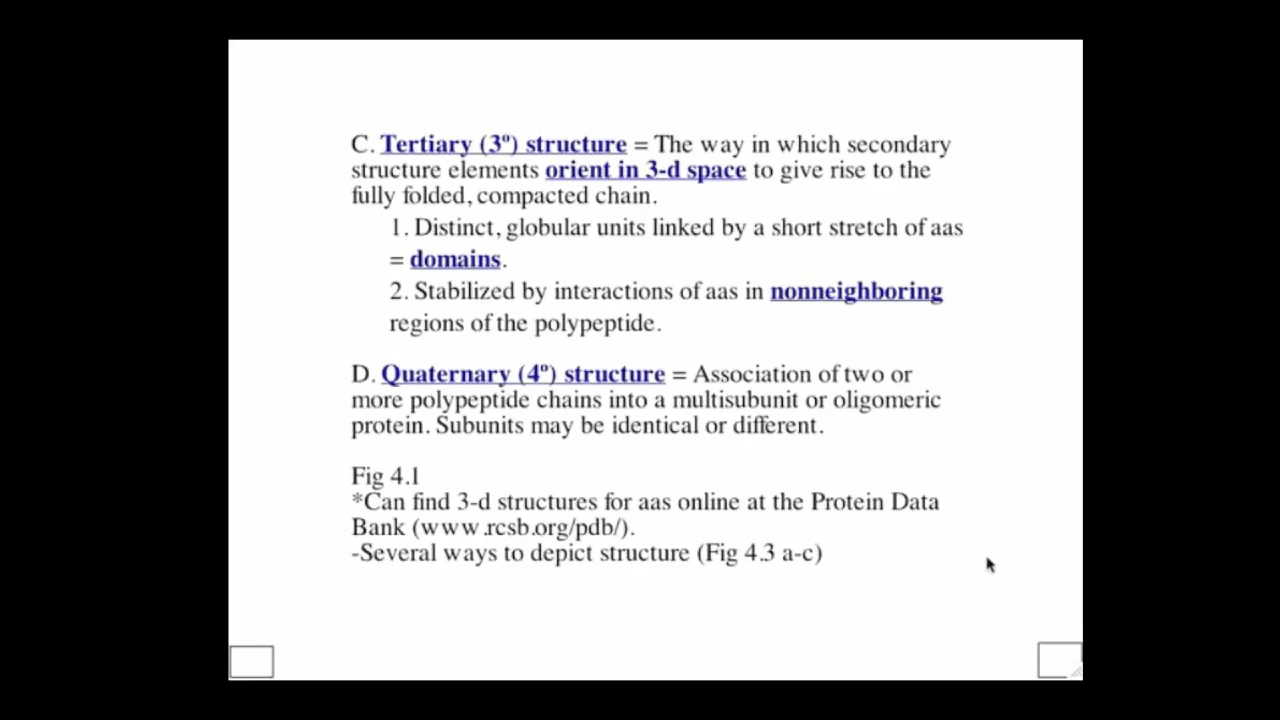 C. Tertiary (3º) structure = The way in which secondary
structure elements orient in 3-d space to give rise to the
fully folded, compacted chain.
1. Distinct, globular units linked by a short stretch of aas
= domains.
2. Stabilized by interactions of aas in nonneighboring
regions of the polypeptide.
D. Quaternary (4º) structure = Association of two or
more polypeptide chains into a multisubunit or oligomeric
protein. Subunits may be identical or different.
Fig 4.1
*Can find 3-d structures for aas online at the Protein Data
Bank (www.rcsb.org/pdb/).
-Several ways to depict structure (Fig 4.3 a-c)